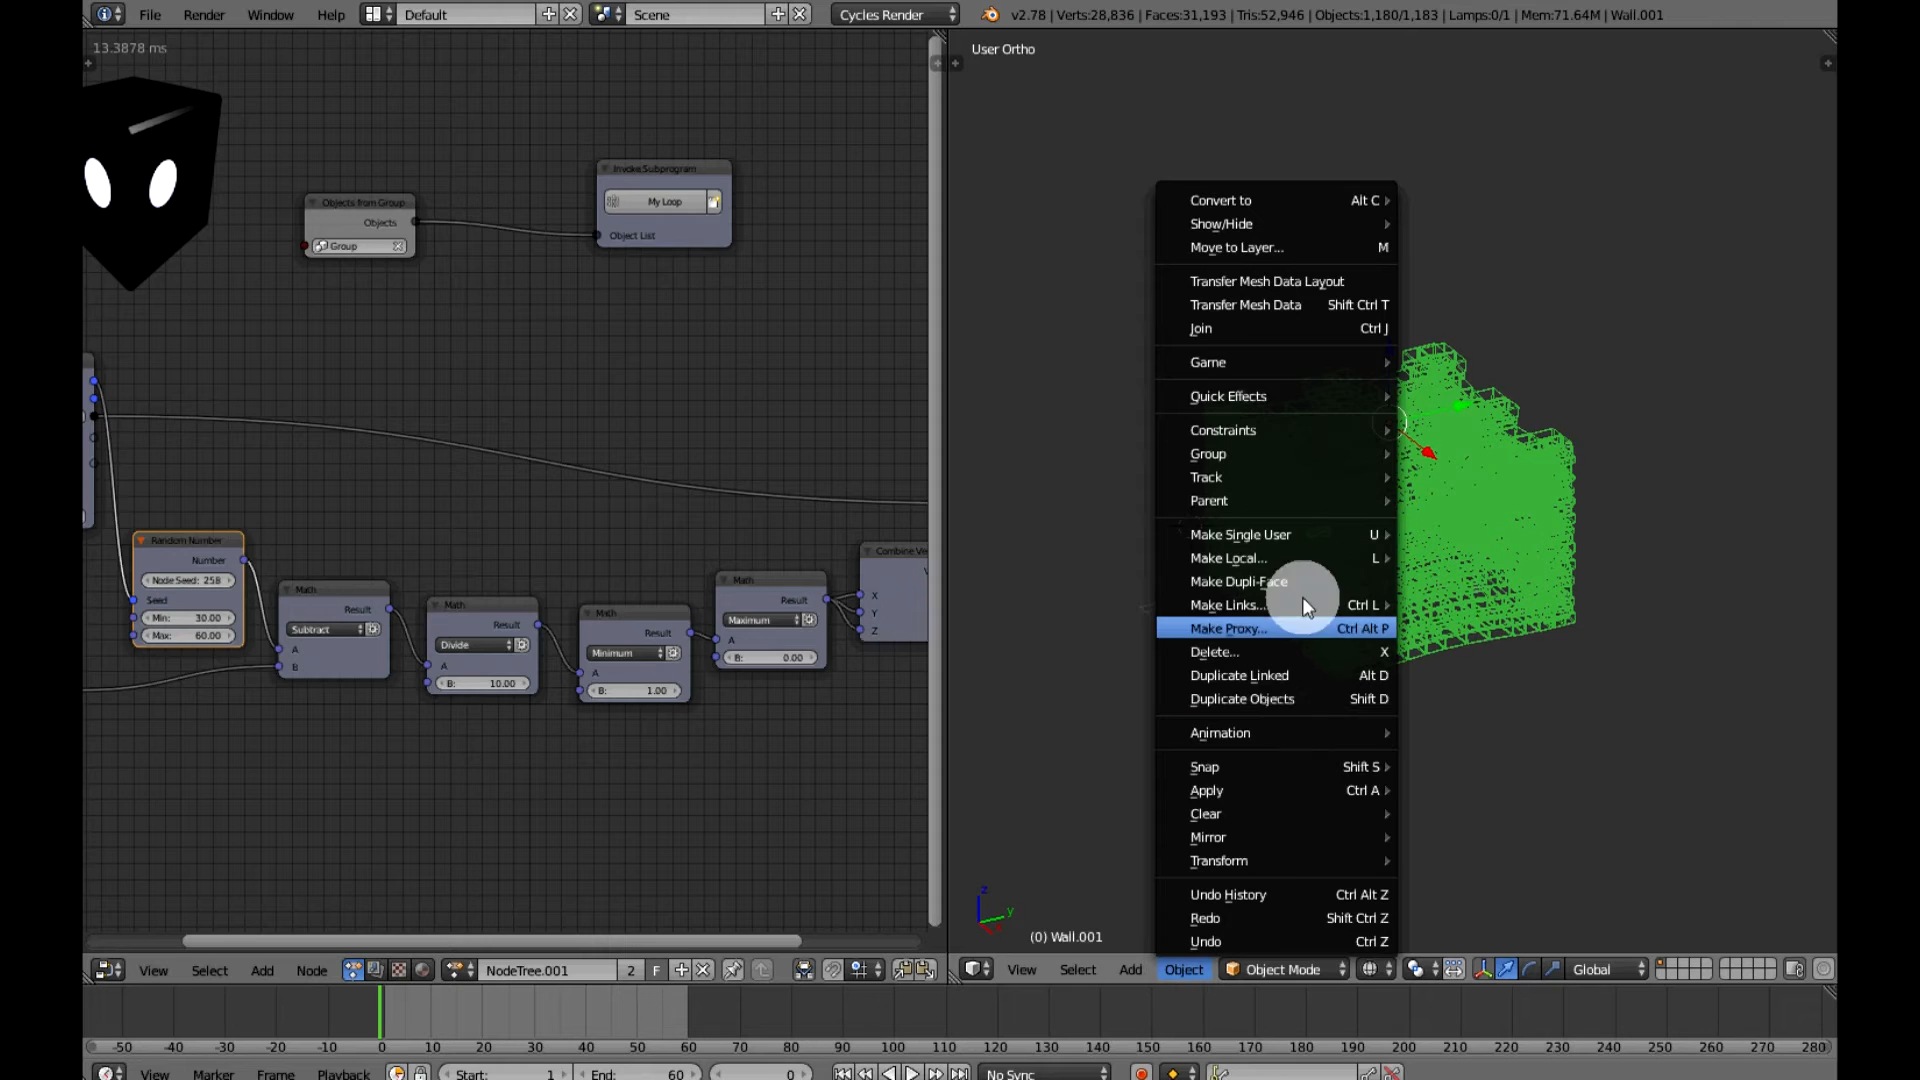 File Render Window Help Default Scene Cycles Render v2.78 | Verts:28,836 | Faces:31,193 | Tris:52,946 | Objects:1,180/1,183 | Lamps:0/1 | Mem:71.64M | Wall.001
13.3878 ms
User Ortho
Objects from Group
Objects
Group
Invoke Subprogram
My Loop
Object List
Random Number
Number
Node Seed: 258
Seed
Min: 30.00
Max: 60.00
Math
Result
Subtract
A
B
Math
Result
Divide
A
B: 10.00
Math
Result
Minimum
A
B: 1.00
Math
Result
Maximum
A
B: 0.00
X
Y
Z
Convert to Alt C
Show/Hide
Move to Layer... M
Transfer Mesh Data Layout
Transfer Mesh Data Shift Ctrl T
Join Ctrl J
Game
Quick Effects
Constraints
Group
Track
Parent
Make Single User U
Make Local... L
Make Dupli-Face
Make Links... Ctrl L
Make Proxy... Ctrl Alt P
Delete... X
Duplicate Linked Alt D
Duplicate Objects Shift D
Animation
Snap Shift S
Apply Ctrl A
Clear
Mirror
Transform
Undo History Ctrl Alt Z
Redo Shift Ctrl Z
Undo Ctrl Z
z
y
(0) Wall.001
View Select Add Node NodeTree.001 2 F
View Select Add Object Object Mode Global
-50 -40 -30 -20 -10 0 10 20 30 40 50 60 70 80 90 100 110 120 130 140 150 160 170 180 190 200 210 220 230 240 250 260 270 280
View Marker Frame Playback Start: 1 End: 60 0 No Sync